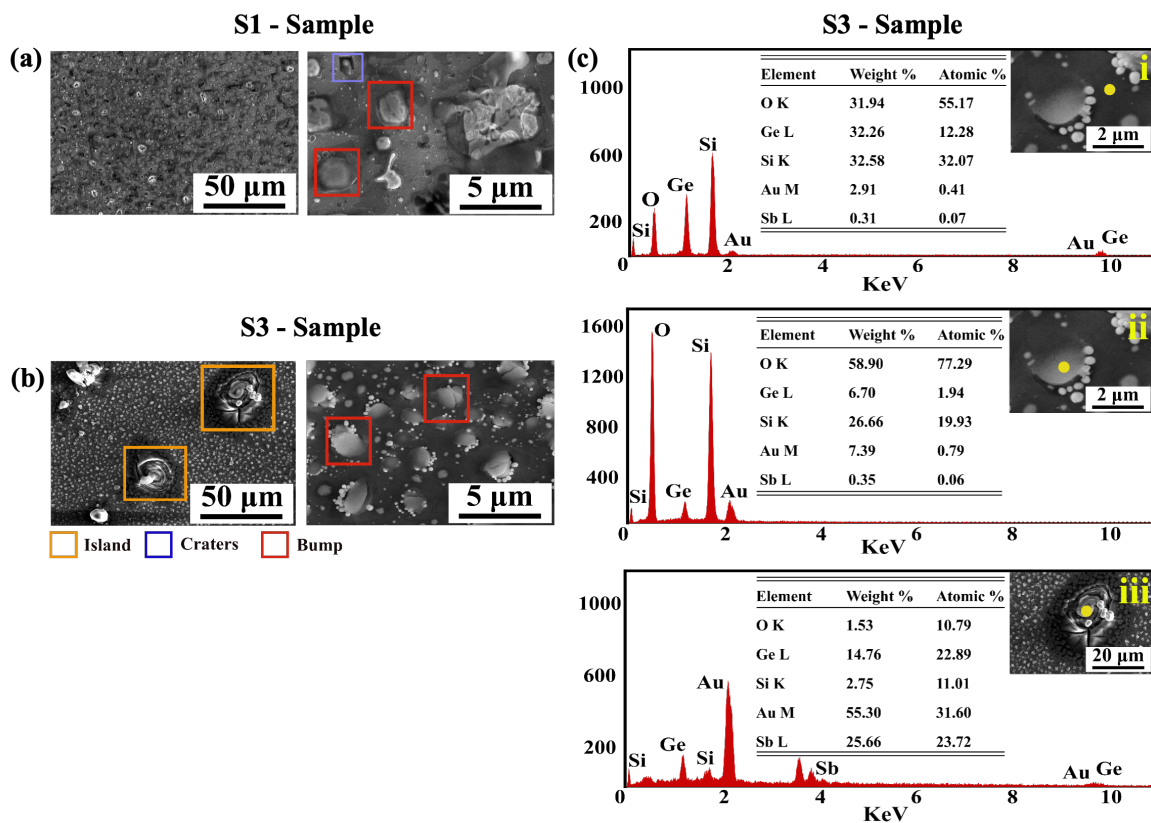 S1 - Sample
S3 - Sample
(a)
50 µm
5 µm
S3 - Sample
(b)
50 µm
5 µm
Island
Craters
Bump
(c)
1000
600
200
0
2
4
6
8
10
KeV
Si
O
Ge
Si
Au
Au
Ge
Element Weight % Atomic %
O K 31.94 55.17
Ge L 32.26 12.28
Si K 32.58 32.07
Au M 2.91 0.41
Sb L 0.31 0.07
i
2 µm
1600
1200
800
400
0
2
4
6
8
10
KeV
Si
O
Ge
Si
Au
Element Weight % Atomic %
O K 58.90 77.29
Ge L 6.70 1.94
Si K 26.66 19.93
Au M 7.39 0.79
Sb L 0.35 0.06
ii
2 µm
1000
600
200
0
2
4
6
8
10
KeV
Si
Ge
Si
Au
Sb
Au
Ge
Element Weight % Atomic %
O K 1.53 10.79
Ge L 14.76 22.89
Si K 2.75 11.01
Au M 55.30 31.60
Sb L 25.66 23.72
iii
20 µm